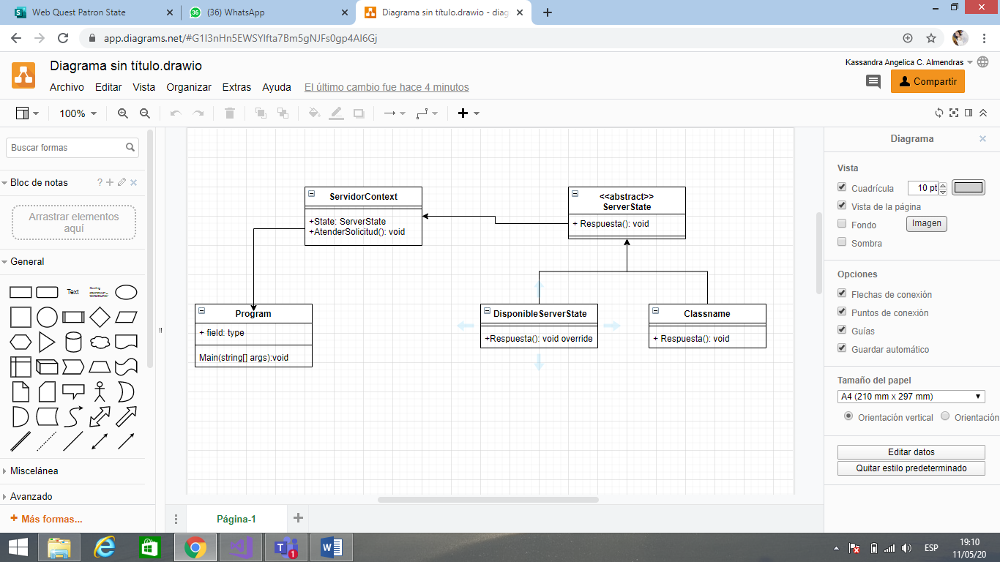 Web Quest Patron State
(36) WhatsApp
Diagrama sin título.drawio - diag
app.diagrams.net/#G1I3nHn5EWSYlfta7Bm5gNJFs0gp4AI6Gj
Diagrama sin título.drawio
Kassandra Angelica C. Almendras
Archivo Editar Vista Organizar Extras Ayuda El último cambio fue hace 4 minutos
Compartir
100%
Buscar formas
Bloc de notas
Arrastrar elementos
aquí
General
Text
Heading
Miscelánea
Avanzado
+ Más formas...
ServidorContext
+State: ServerState
+AtenderSolicitud(): void
<<abstract>>
ServerState
+ Respuesta(): void
Program
+ field: type
Main(string[] args):void
DisponibleServerState
+Respuesta(): void override
Classname
+ Respuesta(): void
Página-1
Diagrama
Vista
Cuadrícula 10 pt
Vista de la página
Fondo Imagen
Sombra
Opciones
Flechas de conexión
Puntos de conexión
Guías
Guardar automático
Tamaño del papel
A4 (210 mm x 297 mm)
Orientación vertical Orientación
Editar datos
Quitar estilo predeterminado
1
ESP
19:10
11/05/20